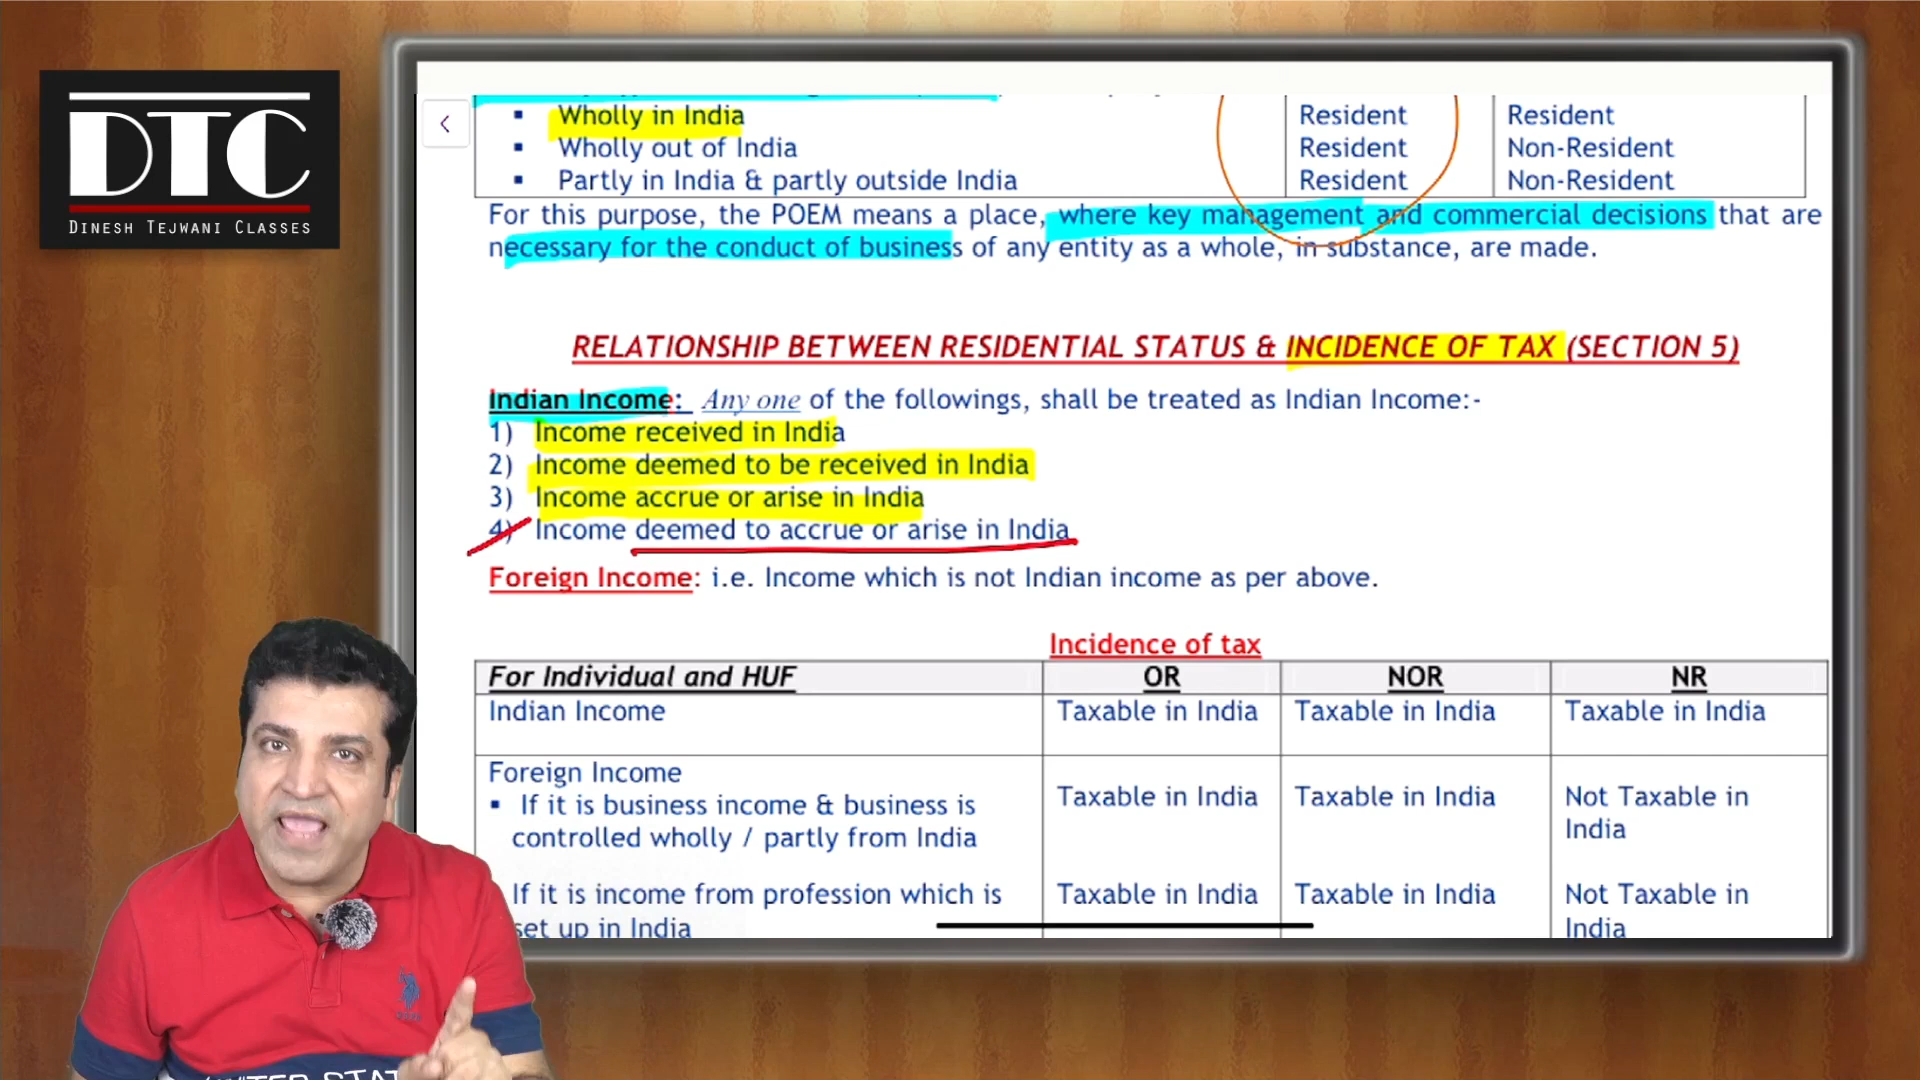 DTC
DINESH TEJWANI CLASSES
▪ Wholly in India Resident Resident
▪ Wholly out of India Resident Non-Resident
▪ Partly in India & partly outside India Resident Non-Resident
For this purpose, the POEM means a place, where key management and commercial decisions that are
necessary for the conduct of business of any entity as a whole, in substance, are made.
RELATIONSHIP BETWEEN RESIDENTIAL STATUS & INCIDENCE OF TAX (SECTION 5)
Indian Income: Any one of the followings, shall be treated as Indian Income:-
1) Income received in India
2) Income deemed to be received in India
3) Income accrue or arise in India
4) Income deemed to accrue or arise in India
Foreign Income: i.e. Income which is not Indian income as per above.
Incidence of tax
For Individual and HUF OR NOR NR
Indian Income Taxable in India Taxable in India Taxable in India
Foreign Income
▪ If it is business income & business is Taxable in India Taxable in India Not Taxable in
controlled wholly / partly from India India
If it is income from profession which is Taxable in India Taxable in India Not Taxable in
set up in India India